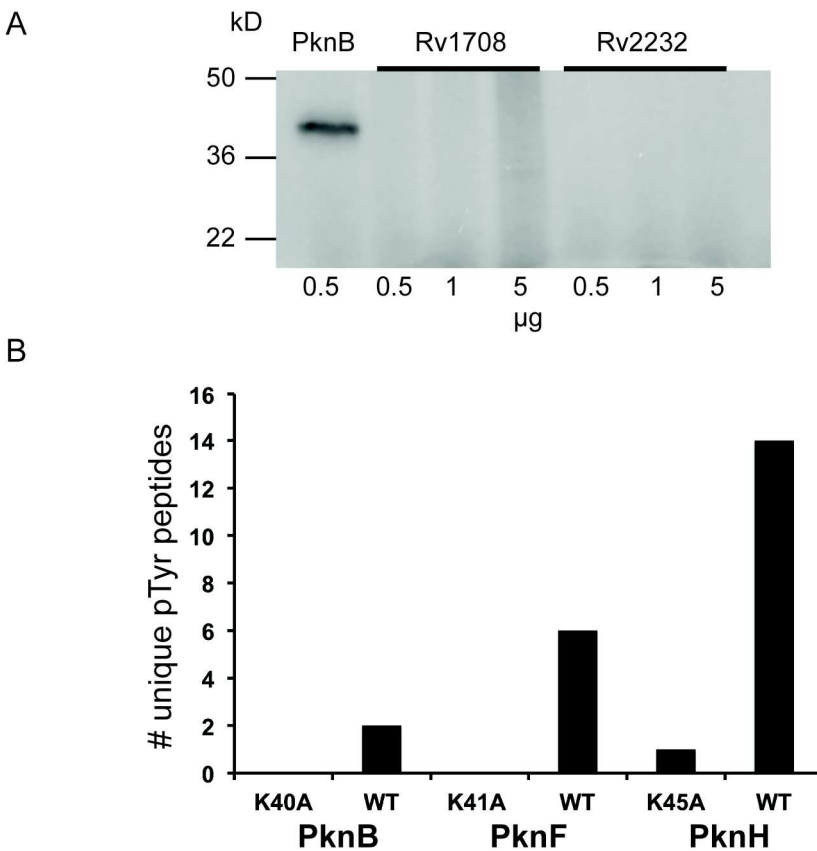 A
kD
PknB Rv1708 Rv2232
50
36
22
0.5 0.5 1 5 0.5 1 5
µg
B
# unique pTyr peptides
16
14
12
10
8
6
4
2
0
K40A WT K41A WT K45A WT
PknB PknF PknH